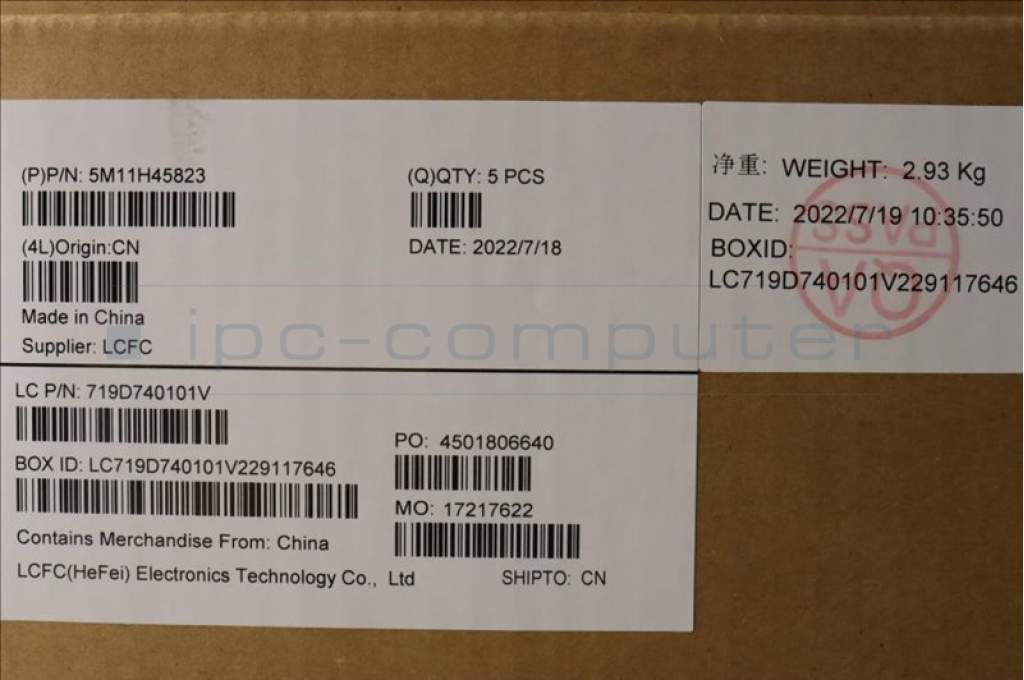 (P)P/N: 5M11H45823
(Q)QTY: 5 PCS
(4L)Origin:CN
DATE: 2022/7/18
Made in China
Supplier: LCFC
净重: WEIGHT: 2.93 Kg
DATE: 2022/7/19 10:35:50
BOXID:
LC719D740101V229117646
PASS
QA
ipc-computer
LC P/N: 719D740101V
BOX ID: LC719D740101V229117646
Contains Merchandise From: China
LCFC(HeFei) Electronics Technology Co., Ltd
PO: 4501806640
MO: 17217622
SHIPTO: CN